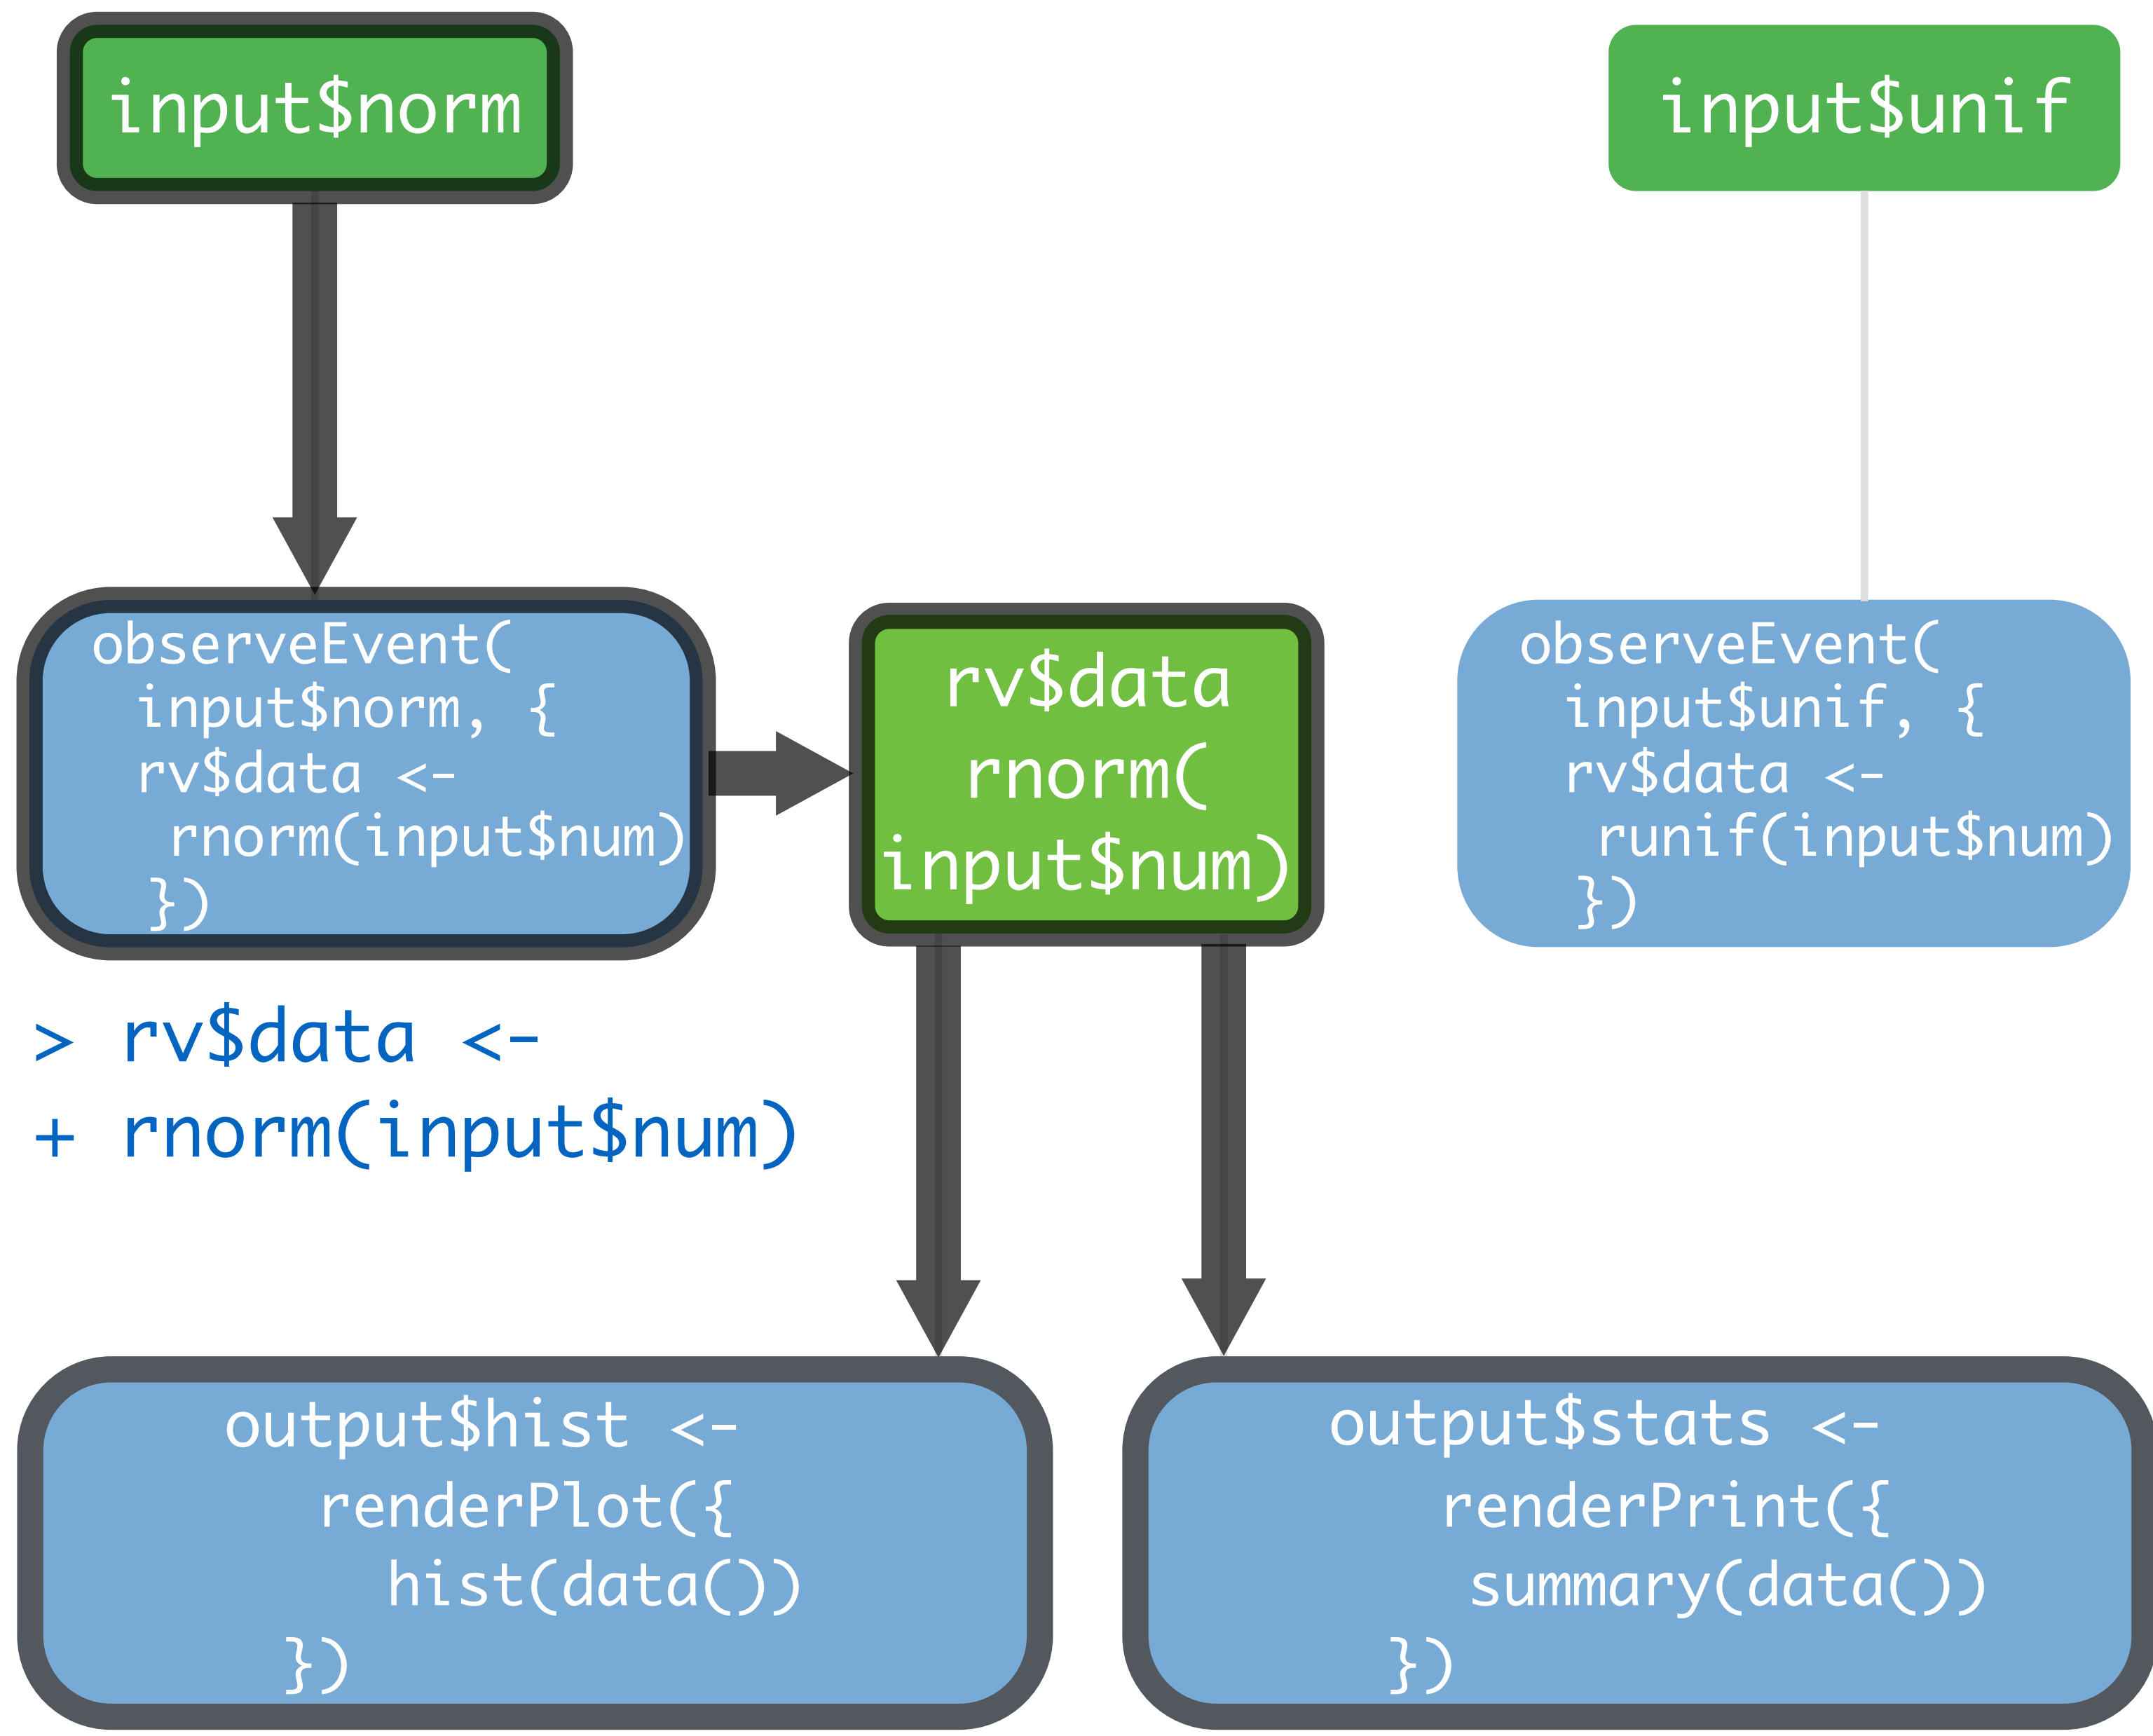 input$norm
input$unif
observeEvent(
input$norm, {
rv$data <-
rnorm(input$num)
})
rv$data
rnorm(
input$num)
observeEvent(
input$unif, {
rv$data <-
runif(input$num)
})
> rv$data <-
+ rnorm(input$num)
output$hist <-
renderPlot({
hist(data())
})
output$stats <-
renderPrint({
summary(data())
})